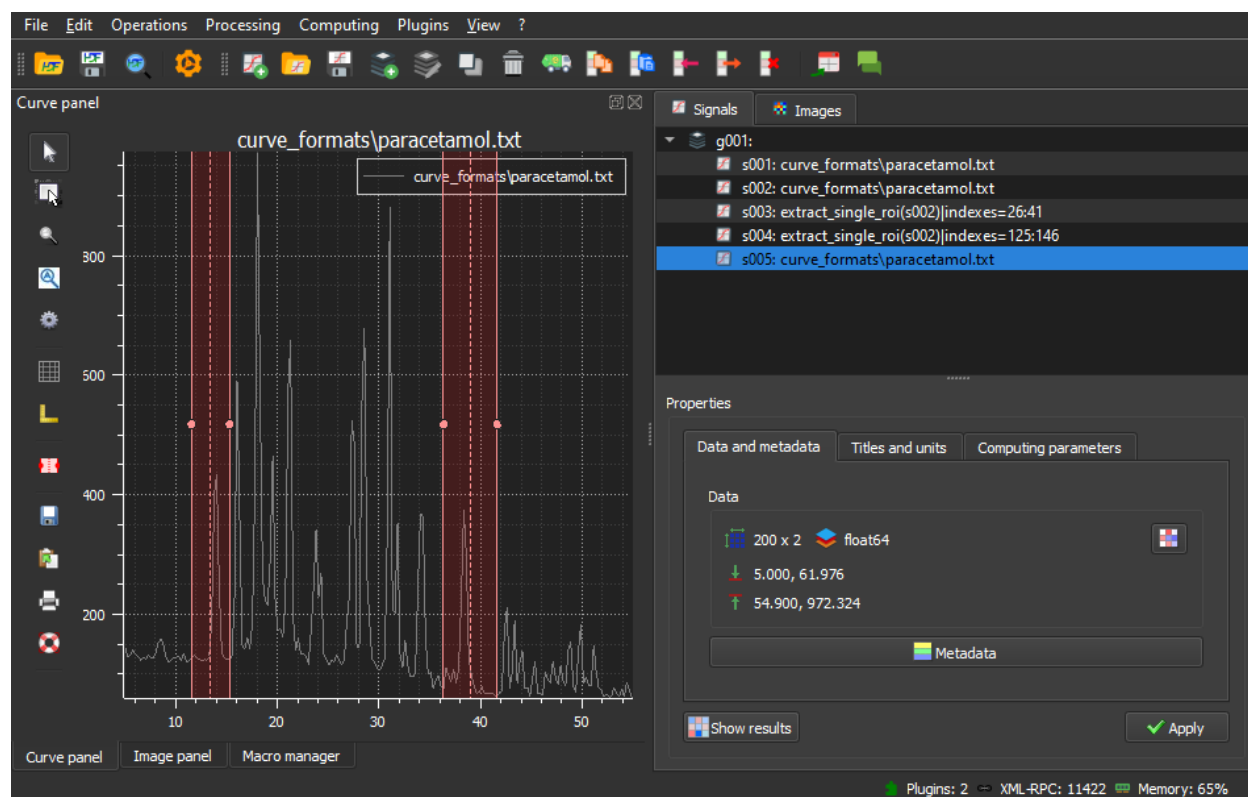 File Edit Operations Processing Computing Plugins View ?
Curve panel
curve_formats\paracetamol.txt
curve_formats\paracetamol.txt
800
600
400
200
10 20 30 40 50
Curve panel Image panel Macro manager
Signals Images
g001:
s001: curve_formats\paracetamol.txt
s002: curve_formats\paracetamol.txt
s003: extract_single_roi(s002)|indexes=26:41
s004: extract_single_roi(s002)|indexes=125:146
s005: curve_formats\paracetamol.txt
Properties
Data and metadata Titles and units Computing parameters
Data
200 x 2 float64
5.000, 61.976
54.900, 972.324
Metadata
Show results Apply
Plugins: 2 XML-RPC: 11422 Memory: 65%